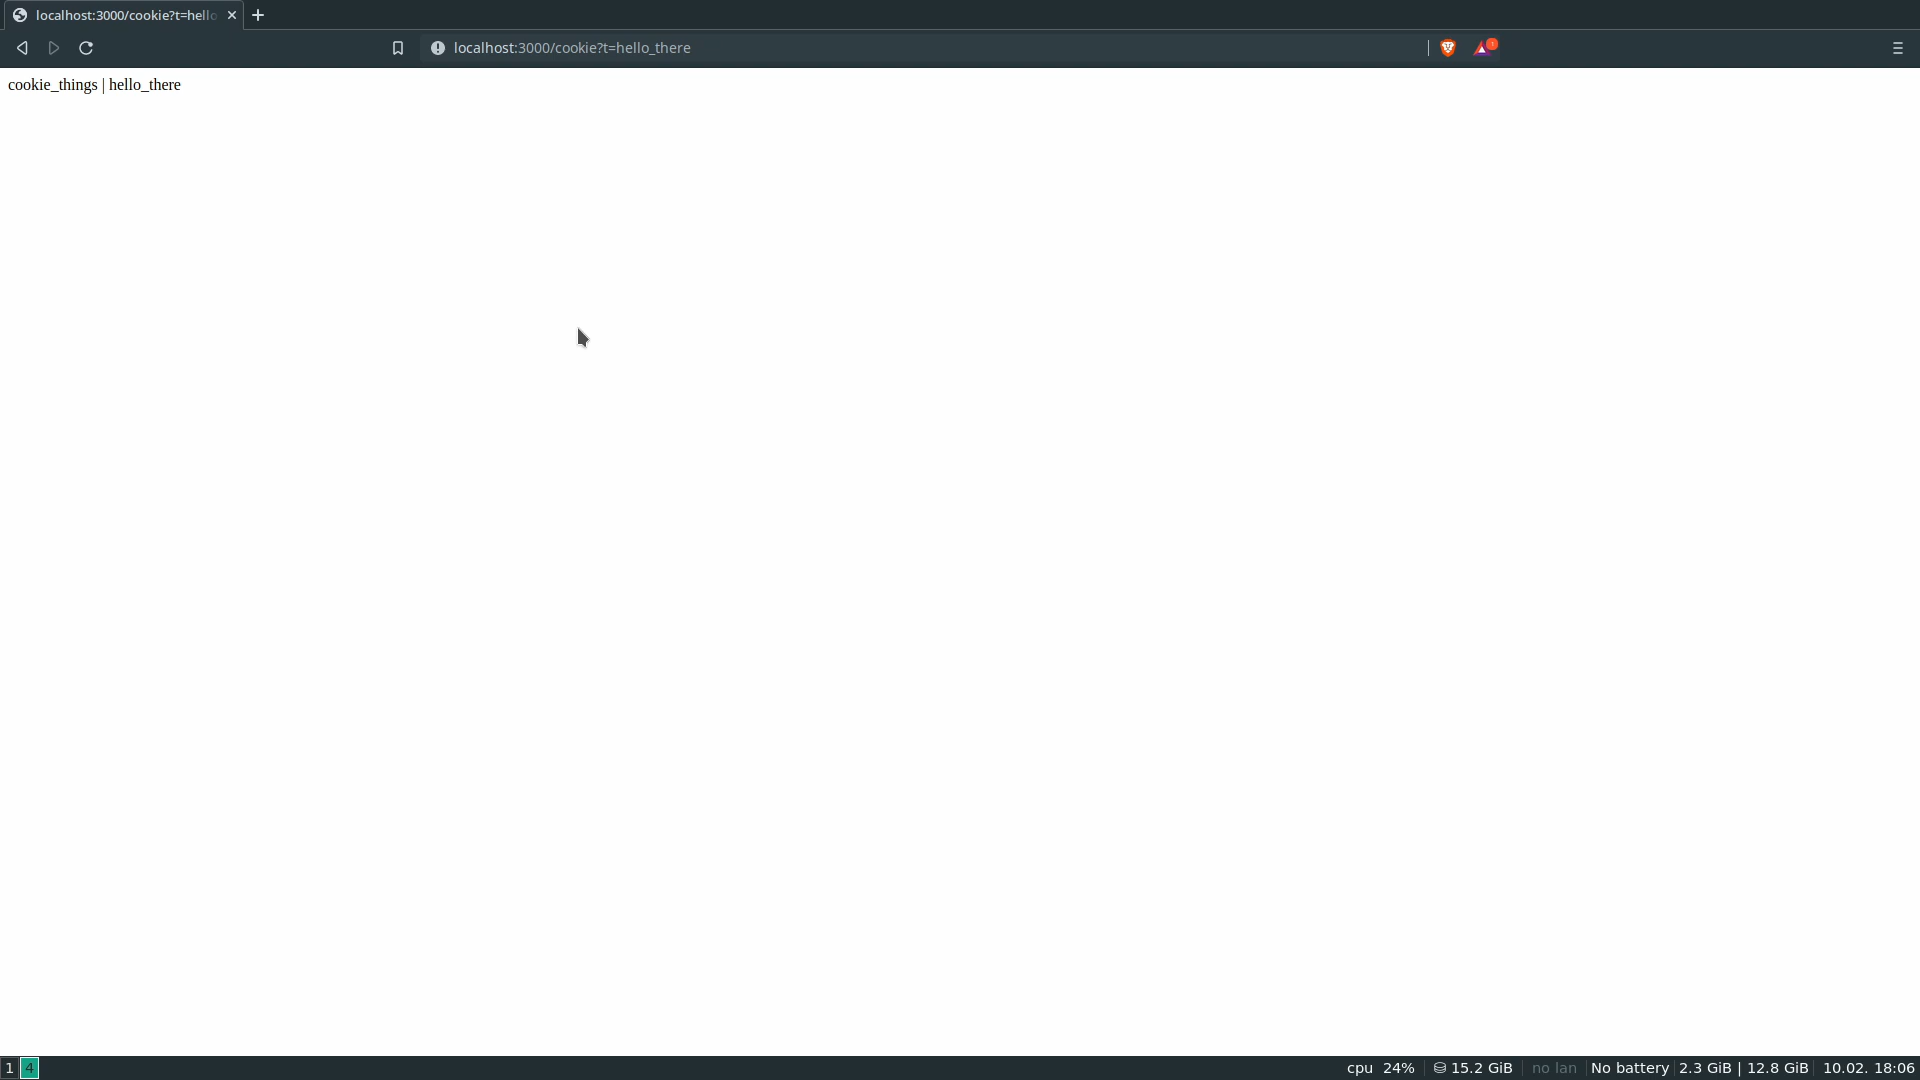 localhost:3000/cookie?t=hello
localhost:3000/cookie?t=hello_there
cookie_things | hello_there
1 4 cpu 24% 15.2 GiB no lan No battery 2.3 GiB | 12.8 GiB 10.02. 18:06